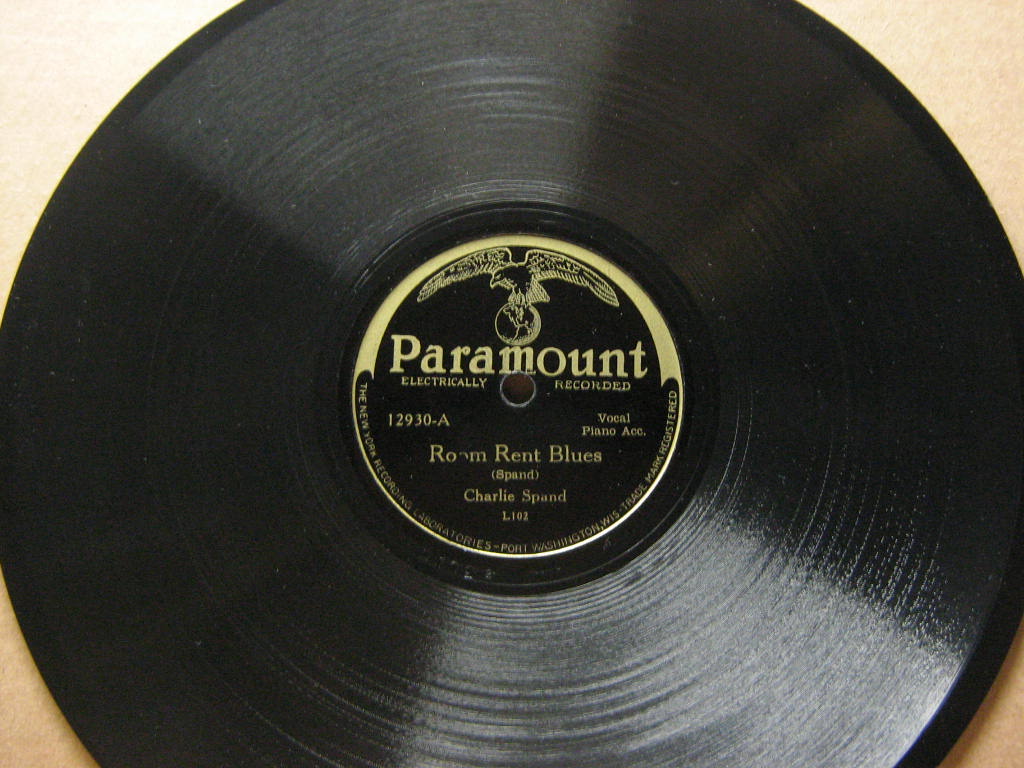 Paramount
ELECTRICALLY RECORDED
12930-A
Vocal
Piano Acc.
Room Rent Blues
(Spand)
Charlie Spand
L102
THE NEW YORK RECORDING LABORATORIES - PORT WASHINGTON, WIS. TRADE MARK REGISTERED